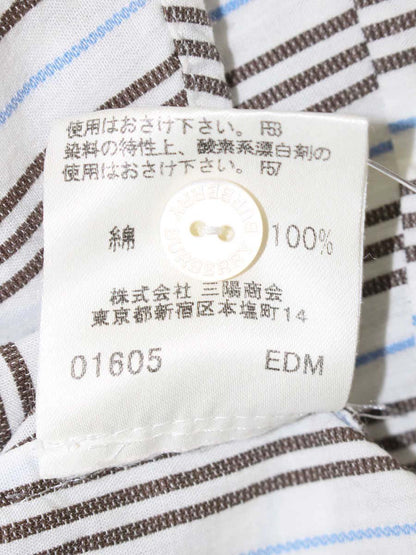 使用はおさけ下さい。 F53
染料の特性上、酸素系漂白剤の
使用はおさけ下さい。 F57
綿 100%
BURBERRY
BURBERRY
株式会社 三陽商会
東京都新宿区本塩町14
01605 EDM